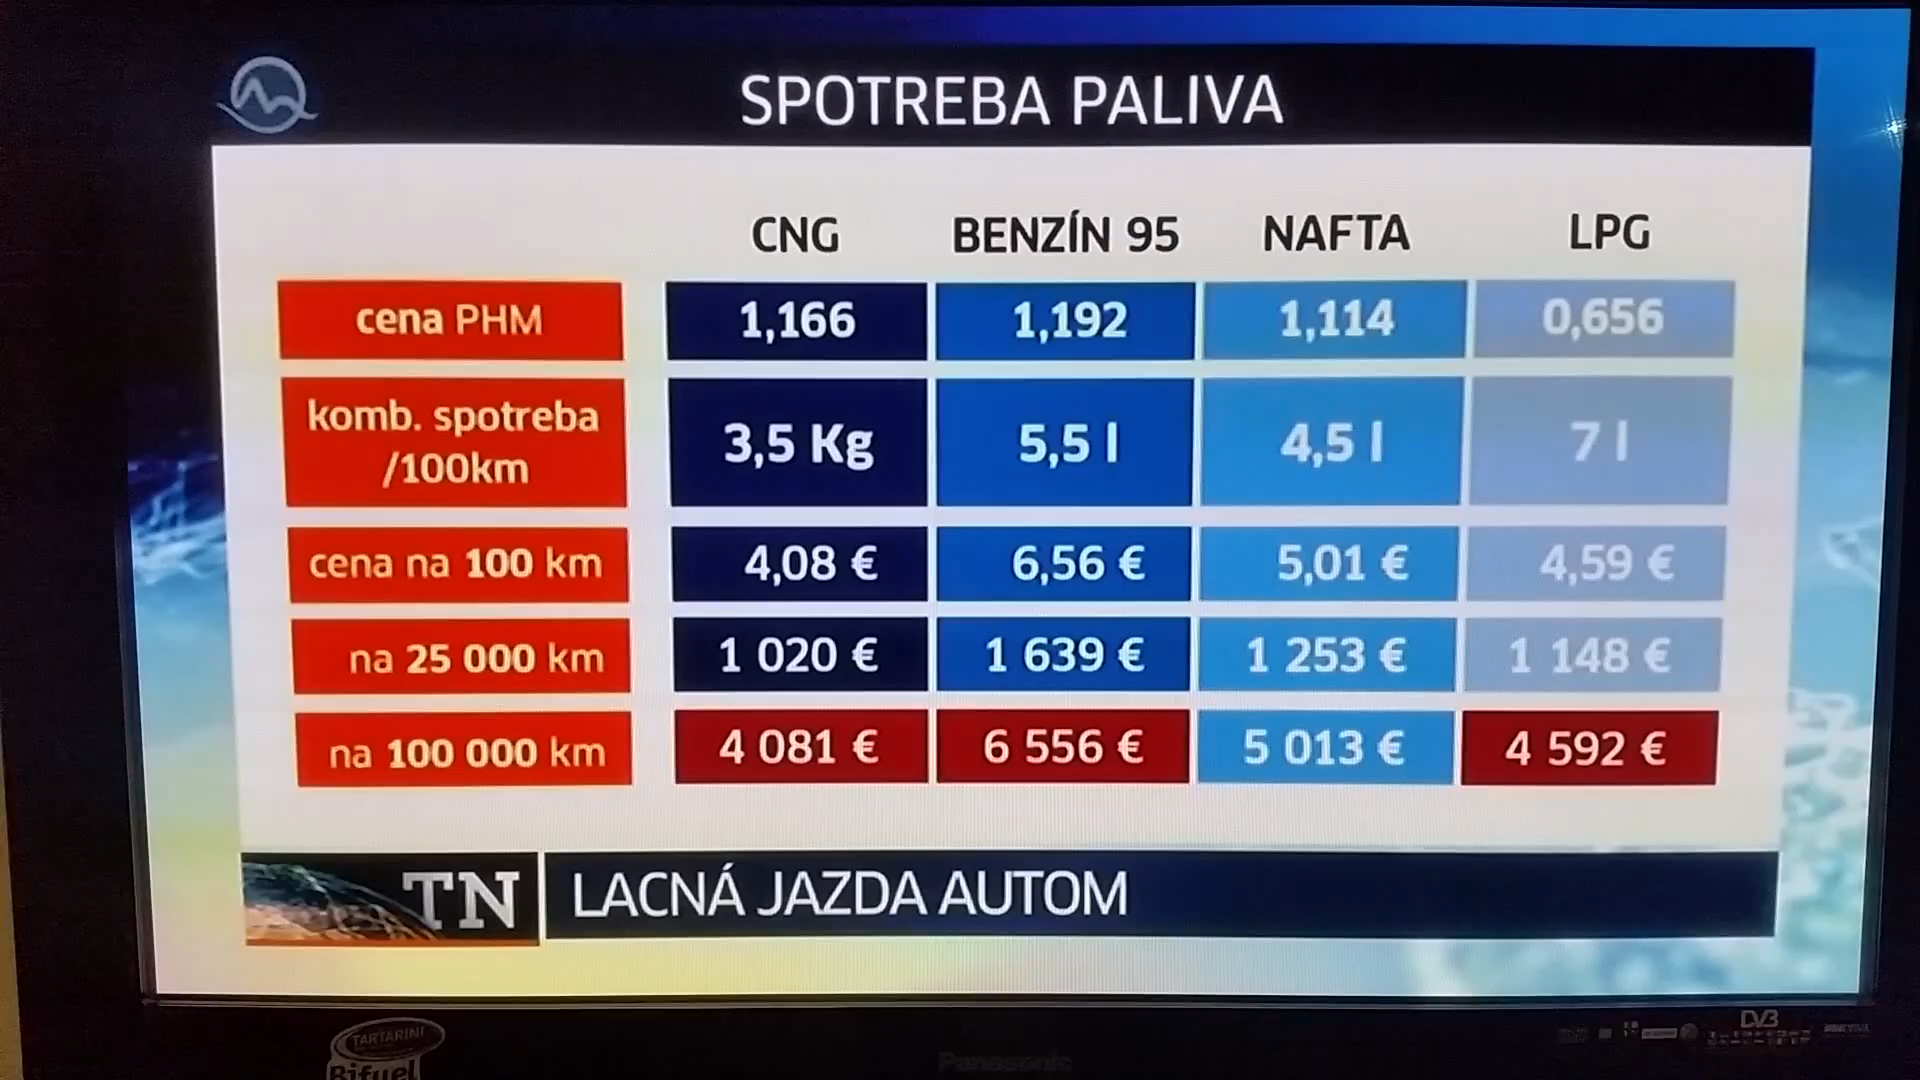 SPOTREBA PALIVA
CNG BENZÍN 95 NAFTA LPG
cena PHM 1,166 1,192 1,114 0,656
komb. spotreba
/100km 3,5 Kg 5,5 l 4,5 l 7 l
cena na 100 km 4,08 € 6,56 € 5,01 € 4,59 €
na 25 000 km 1 020 € 1 639 € 1 253 € 1 148 €
na 100 000 km 4 081 € 6 556 € 5 013 € 4 592 €
TN LACNÁ JAZDA AUTOM
TARTARINI
Bifuel
Panasonic
DVB